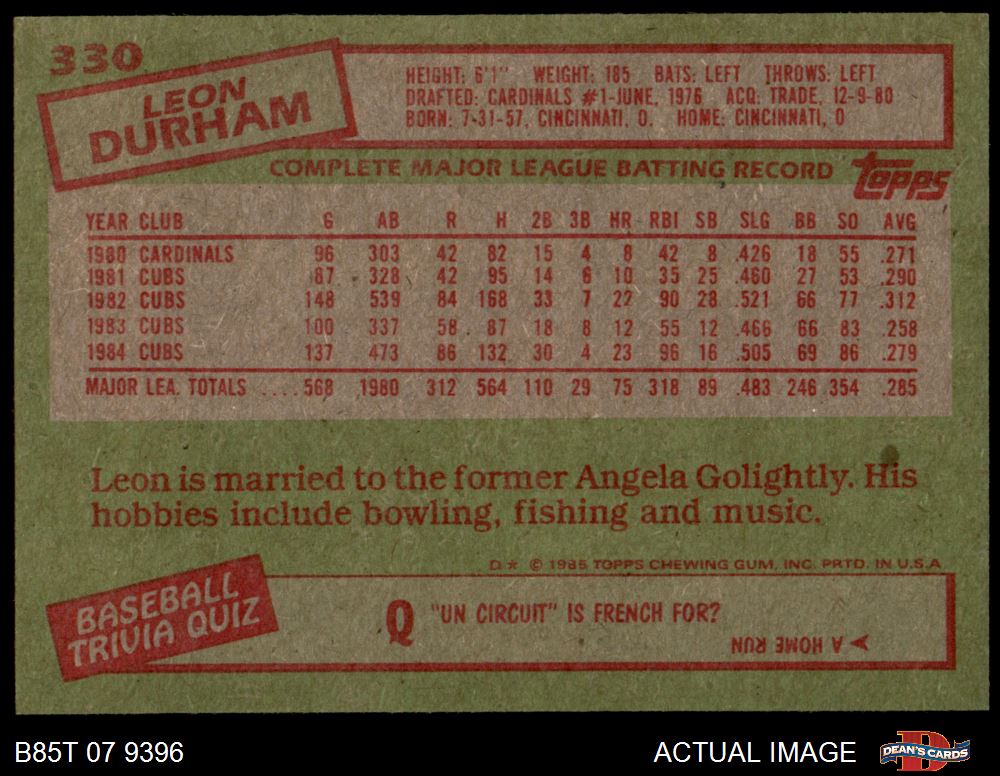 330
LEON
DURHAM
HEIGHT: 6'1" WEIGHT: 185 BATS: LEFT THROWS: LEFT
DRAFTED: CARDINALS #1-JUNE, 1976 ACQ: TRADE, 12-9-80
BORN: 7-31-57, CINCINNATI, O. HOME: CINCINNATI, O
COMPLETE MAJOR LEAGUE BATTING RECORD
Topps
YEAR CLUB G AB R H 2B 3B HR RBI SB SLG BB SO AVG
1980 CARDINALS 96 303 42 82 15 4 8 42 8 .426 18 55 .271
1981 CUBS 87 328 42 95 14 6 10 35 25 .460 27 53 .290
1982 CUBS 148 539 84 168 33 7 22 90 28 .521 66 77 .312
1983 CUBS 100 337 58 87 18 8 12 55 12 .466 66 83 .258
1984 CUBS 137 473 86 132 30 4 23 96 16 .505 69 86 .279
MAJOR LEA. TOTALS .... 568 1980 312 564 110 29 75 318 89 .483 246 354 .285
Leon is married to the former Angela Golightly. His
hobbies include bowling, fishing and music.
D* © 1985 TOPPS CHEWING GUM, INC. PRTD. IN U.S.A
BASEBALL
TRIVIA QUIZ
Q "UN CIRCUIT" IS FRENCH FOR?
A HOME RUN
B85T 07 9396
ACTUAL IMAGE
D
DEAN'S CARDS